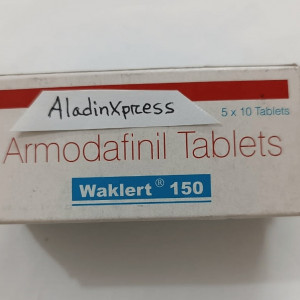 AladinXpress
5 x 10 Tablets
Armodafinil Tablets
Waklert ® 150